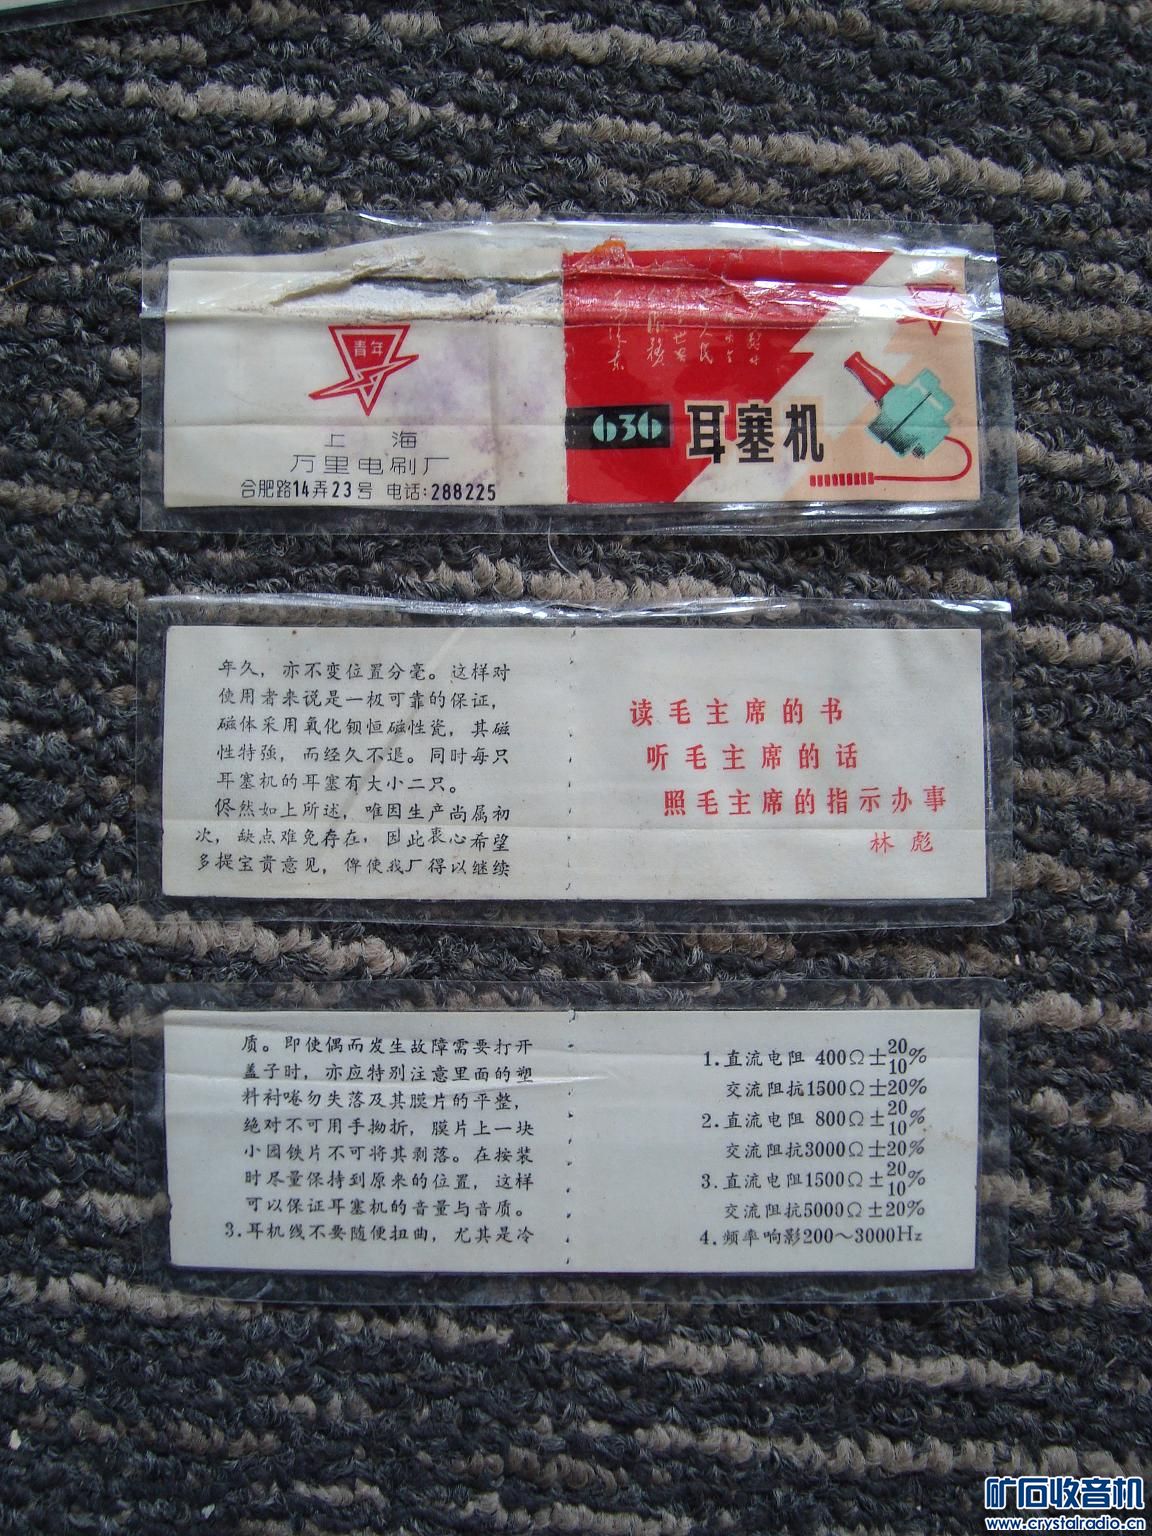 青年
上海
万里电刷厂
合肥路14弄23号 电话:288225
636 耳塞机
年久，亦不变位置分毫。这样对
使用者来说是一极可靠的保证，
磁体采用氧化钡恒磁性瓷，其磁
性特强，而经久不退。同时每只
耳塞机的耳塞有大小二只。
侭然如上所述，唯因生产尚属初
次，缺点难免存在，因此衷心希望
多提宝贵意见，俾使我厂得以继续
读毛主席的书
听毛主席的话
照毛主席的指示办事
林彪
质。即使偶而发生故障需要打开
盖子时，亦应特别注意里面的塑
料衬啳勿失落及其膜片的平整，
绝对不可用手拗折，膜片上一块
小园铁片不可将其剥落。在按装
时尽量保持到原来的位置，这样
可以保证耳塞机的音量与音质。
3.耳机线不要随便扭曲，尤其是冷
1.直流电阻 400Ω±20/10%
交流阻抗1500Ω±20%
2.直流电阻 800Ω±20/10%
交流阻抗3000Ω±20%
3.直流电阻1500Ω±20/10%
交流阻抗5000Ω±20%
4.频率响影200～3000Hz
矿石收音机
www.crystalradio.cn